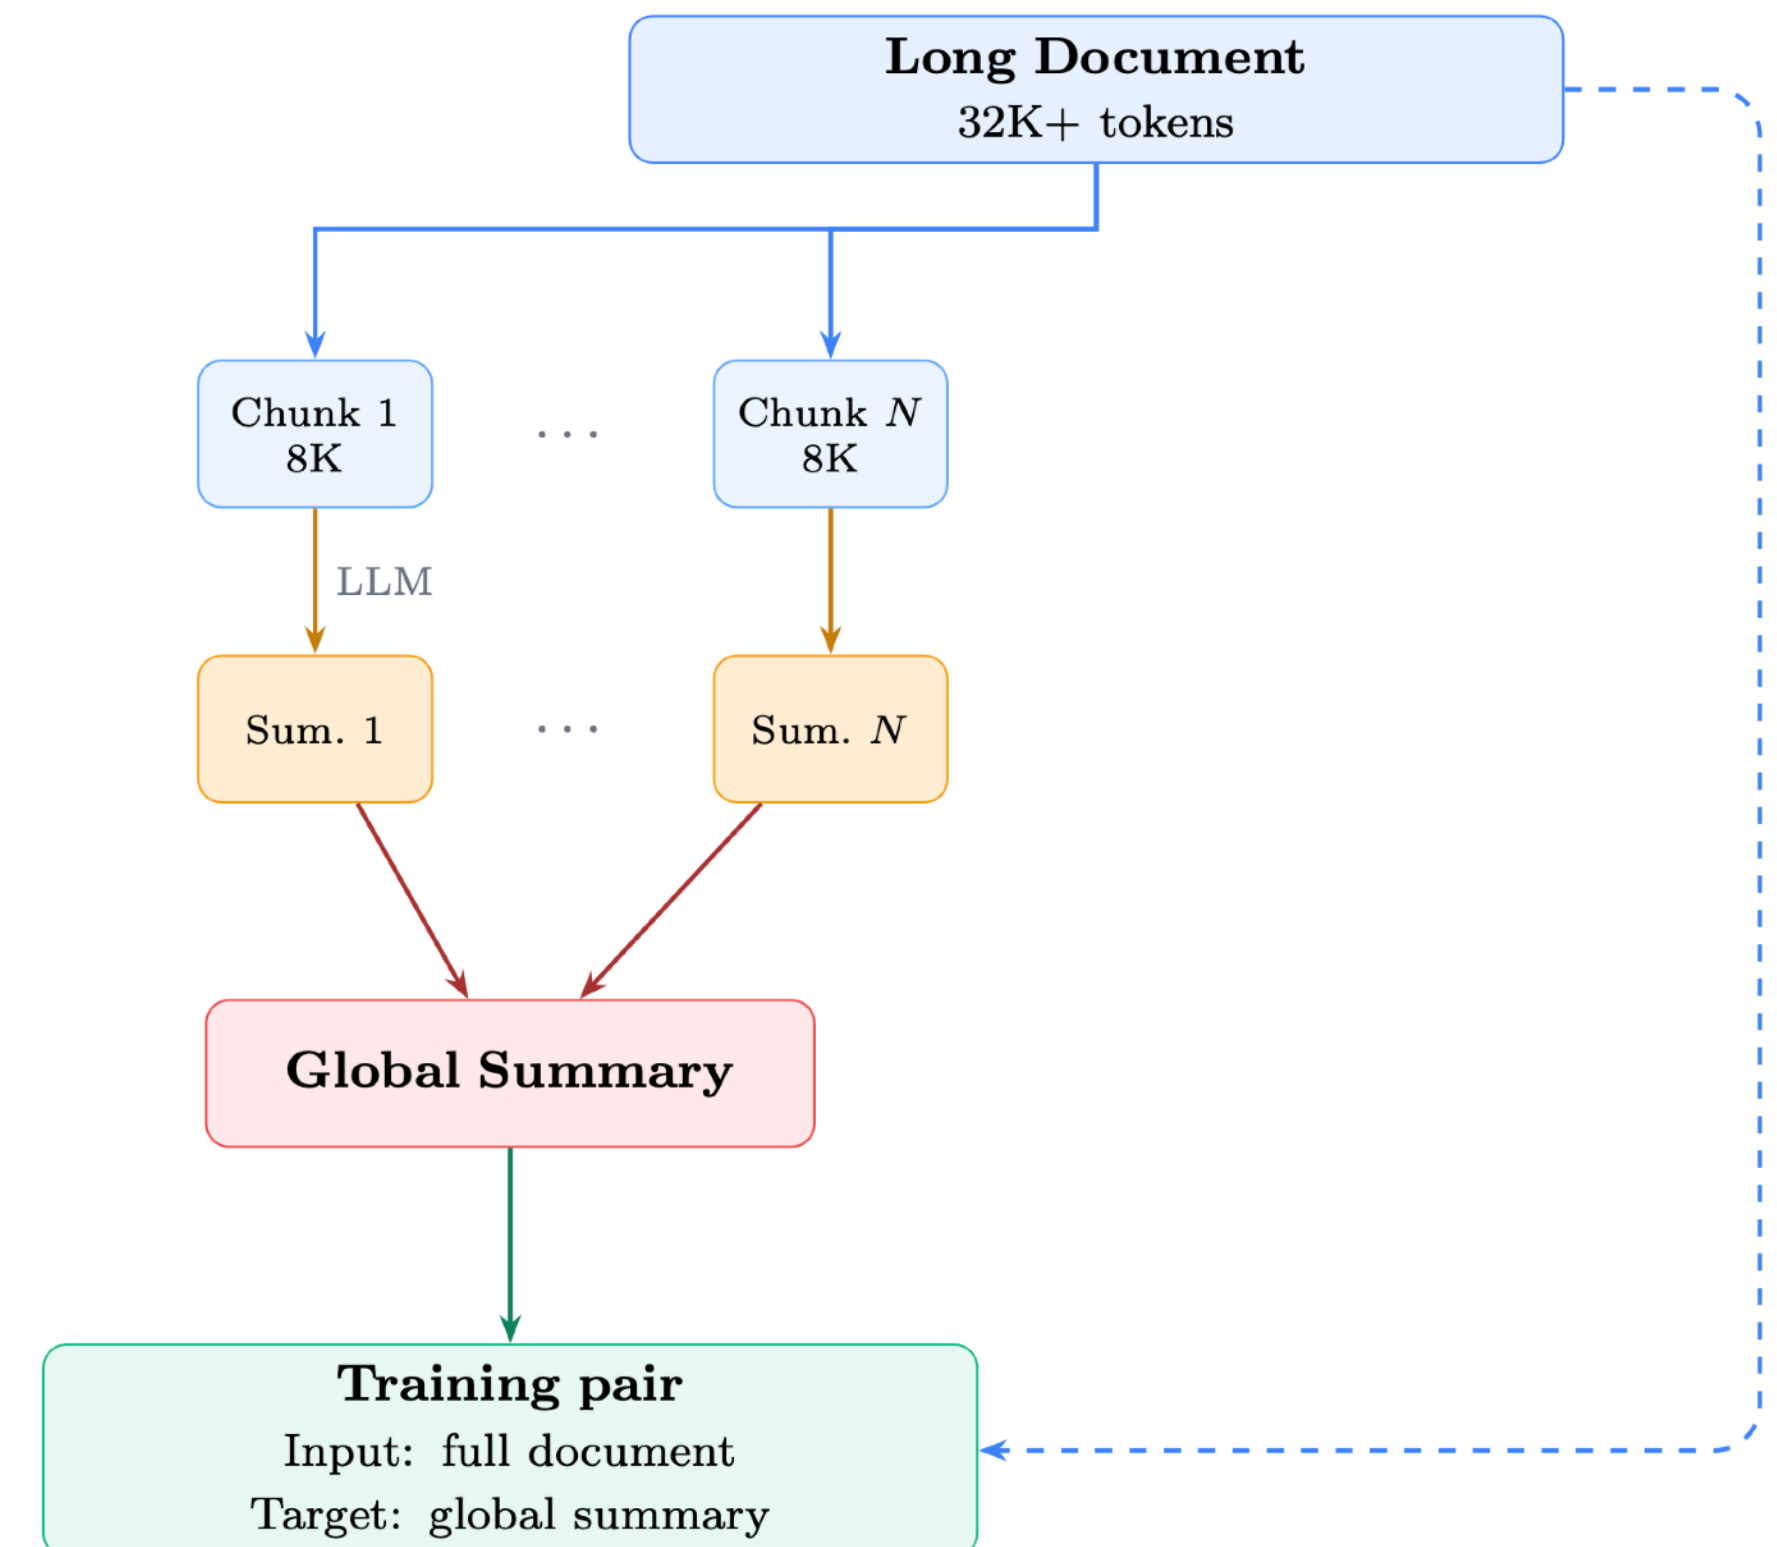 Long Document
32K+ tokens
Chunk 1
8K
...
Chunk N
8K
LLM
Sum. 1
...
Sum. N
Global Summary
Training pair
Input: full document
Target: global summary